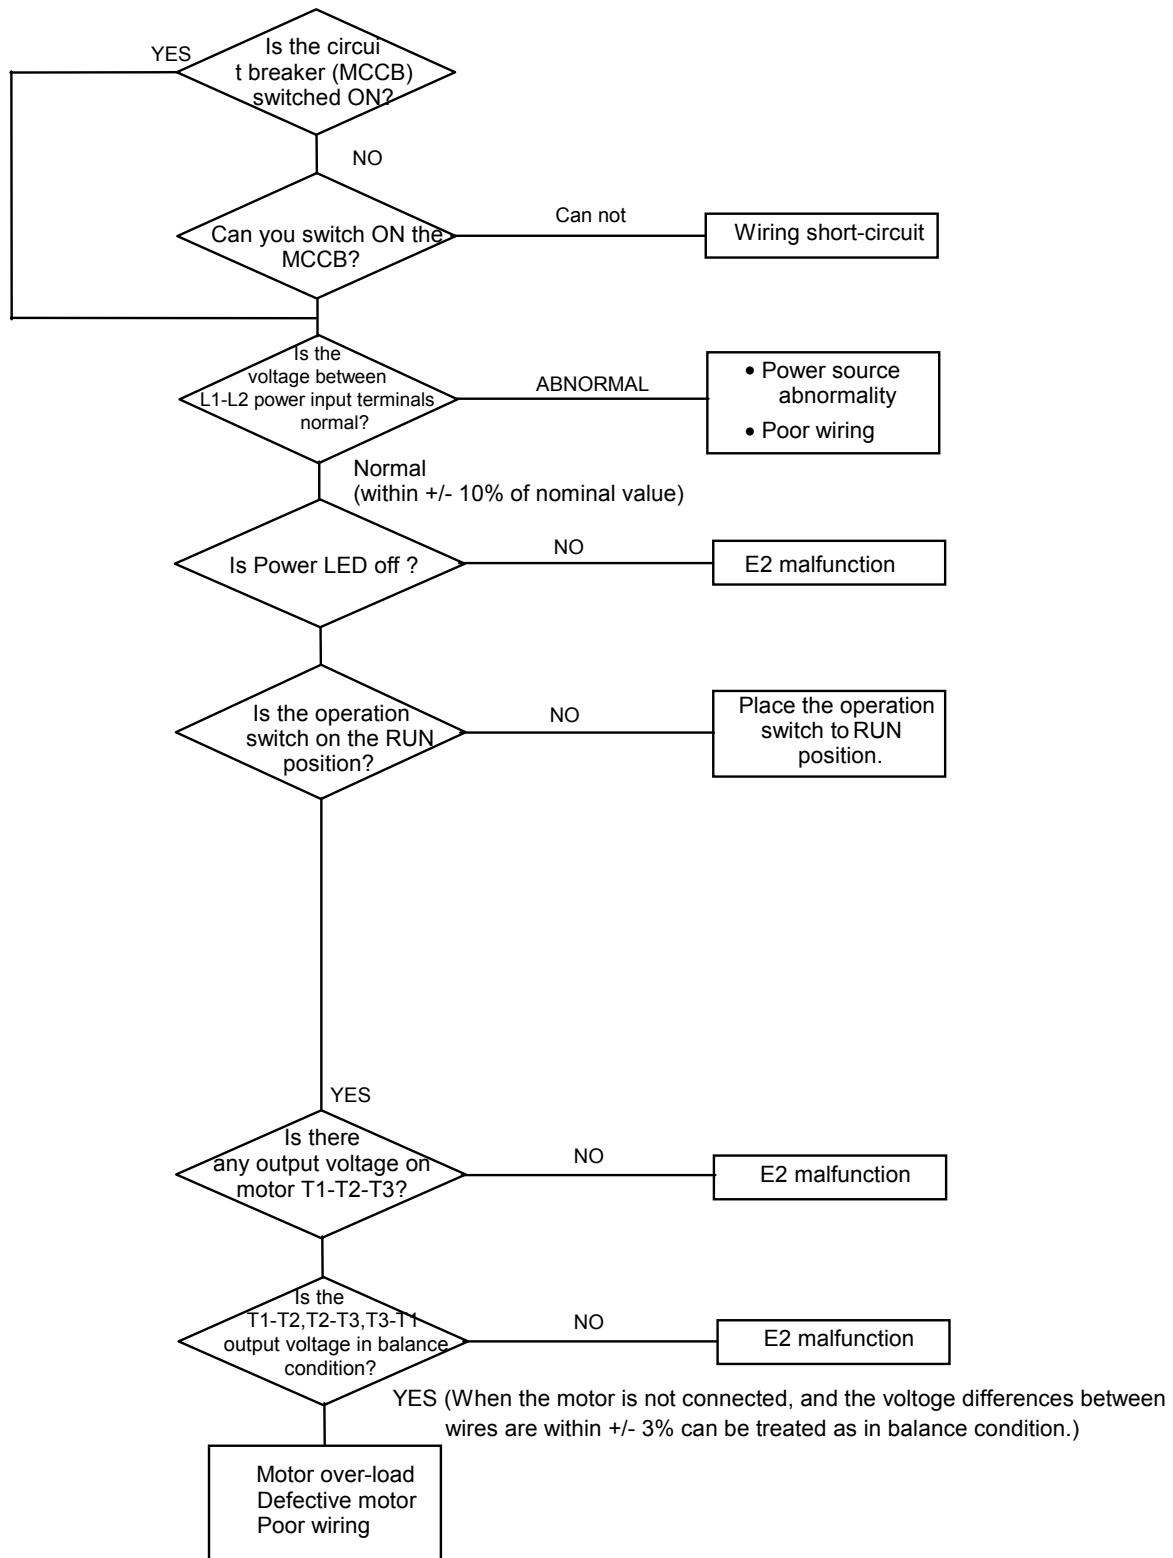 YES
Is the circui
t breaker (MCCB)
switched ON?
NO
Can you switch ON the
MCCB?
Can not
Wiring short-circuit
Is the
voltage between
L1-L2 power input terminals
normal?
ABNORMAL
• Power source
abnormality
• Poor wiring
Normal
(within +/- 10% of nominal value)
Is Power LED off ?
NO
E2 malfunction
Is the operation
switch on the RUN
position?
NO
Place the operation
switch to RUN
position.
YES
Is there
any output voltage on
motor T1-T2-T3?
NO
E2 malfunction
Is the
T1-T2,T2-T3,T3-T1
output voltage in balance
condition?
NO
E2 malfunction
YES (When the motor is not connected, and the voltoge differences between
wires are within +/- 3% can be treated as in balance condition.)
Motor over-load
Defective motor
Poor wiring